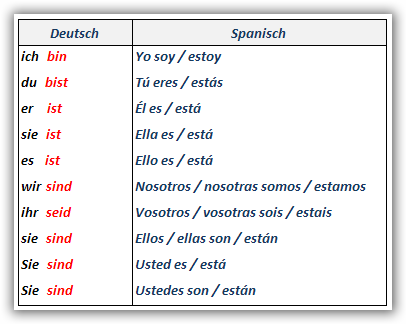 Deutsch Spanisch
ich bin Yo soy / estoy
du bist Tú eres / estás
er ist Él es / está
sie ist Ella es / está
es ist Ello es / está
wir sind Nosotros / nosotras somos / estamos
ihr seid Vosotros / vosotras sois / estais
sie sind Ellos / ellas son / están
Sie sind Usted es / está
Sie sind Ustedes son / están